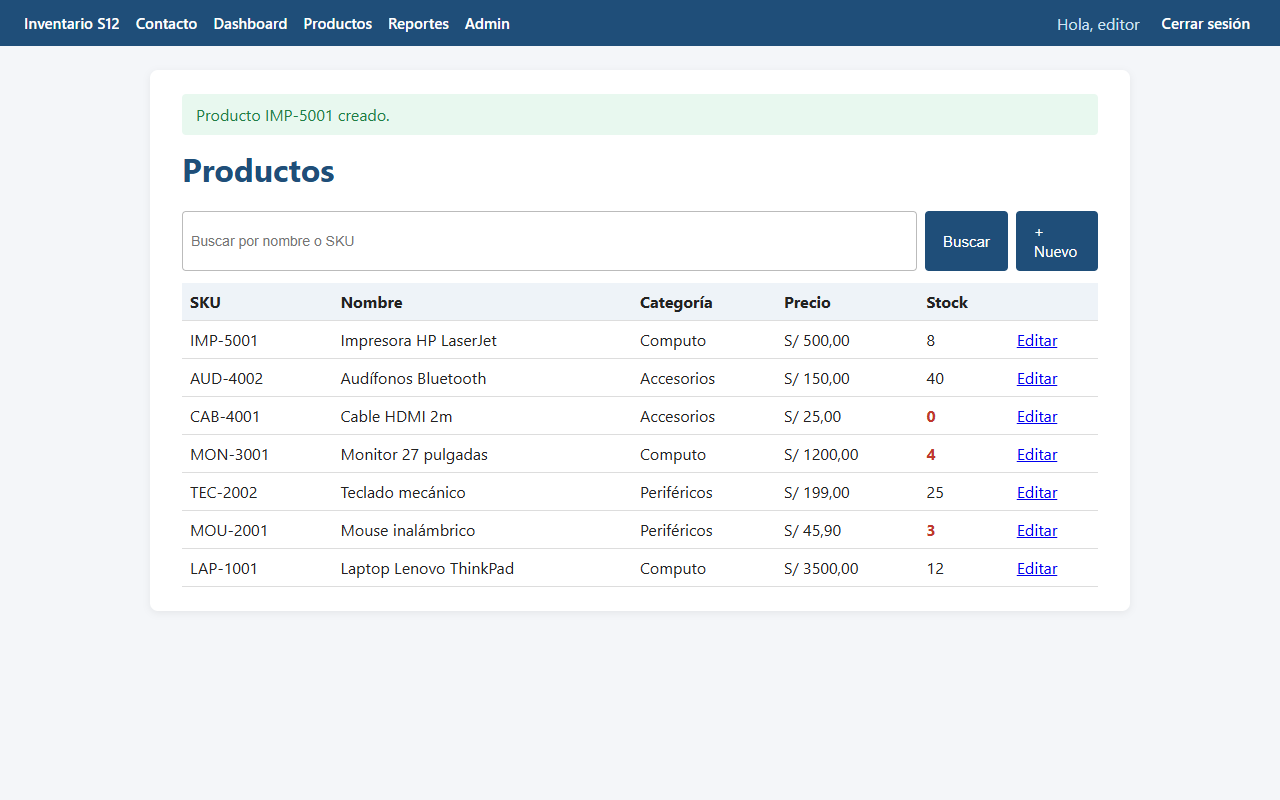 Inventario S12 Contacto Dashboard Productos Reportes Admin Hola, editor Cerrar sesión
Producto IMP-5001 creado.
Productos
Buscar por nombre o SKU Buscar + Nuevo
SKU Nombre Categoría Precio Stock
IMP-5001 Impresora HP LaserJet Computo S/ 500,00 8 Editar
AUD-4002 Audífonos Bluetooth Accesorios S/ 150,00 40 Editar
CAB-4001 Cable HDMI 2m Accesorios S/ 25,00 0 Editar
MON-3001 Monitor 27 pulgadas Computo S/ 1200,00 4 Editar
TEC-2002 Teclado mecánico Periféricos S/ 199,00 25 Editar
MOU-2001 Mouse inalámbrico Periféricos S/ 45,90 3 Editar
LAP-1001 Laptop Lenovo ThinkPad Computo S/ 3500,00 12 Editar